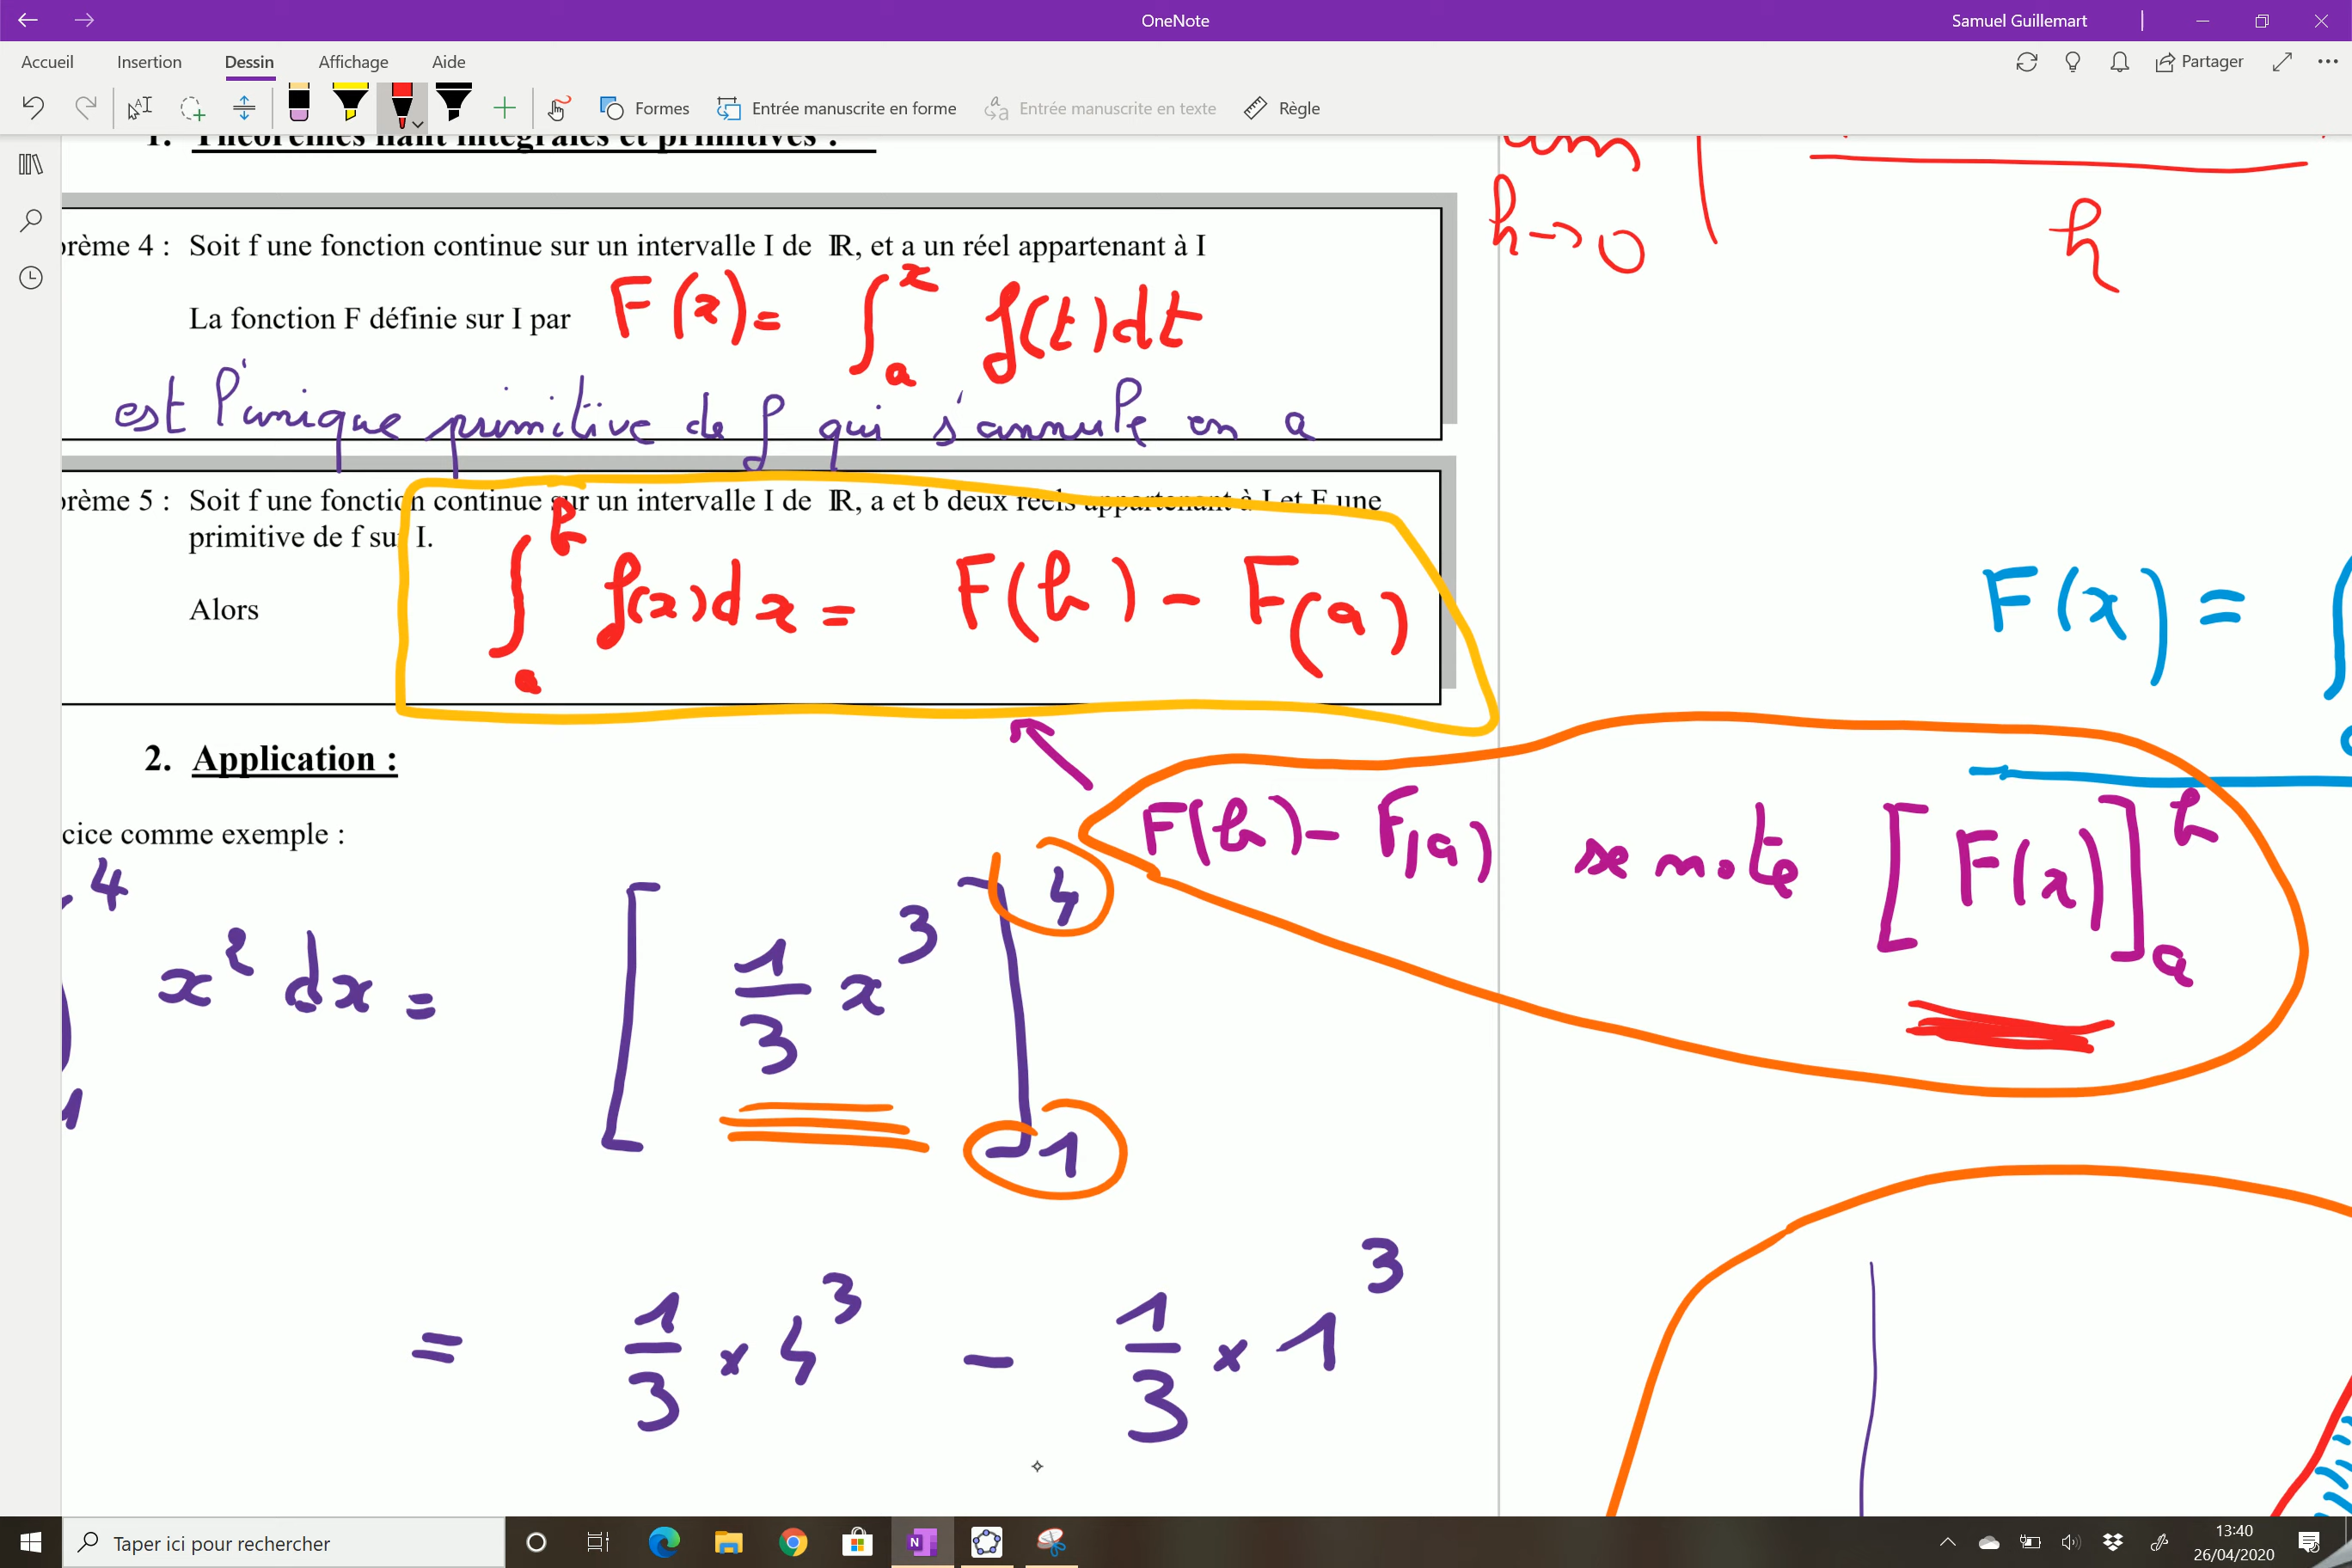 OneNote
Samuel Guillemart
Accueil Insertion Dessin Affichage Aide
Partager
Formes Entrée manuscrite en forme Entrée manuscrite en texte Règle
1. Théorèmes liant intégrales et primitives :
lim
h→0
h
orème 4 : Soit f une fonction continue sur un intervalle I de ℝ, et a un réel appartenant à I
La fonction F définie sur I par F(x) = ∫ₐˣ f(t)dt
est l'unique primitive de f qui s'annule en a
orème 5 : Soit f une fonction continue sur un intervalle I de ℝ, a et b deux réels appartenant à I et F une
primitive de f sur I.
Alors ∫ₐᵇ f(x)dx = F(b) - F(a)
F(x) = ∫
2. Application :
F(b) - F(a) se note [F(x)]ₐᵇ
cice comme exemple :
∫₁⁴ x² dx = [1/3 x³]₁⁴
= 1/3 × 4³ - 1/3 × 1³
Taper ici pour rechercher
13:40
26/04/2020